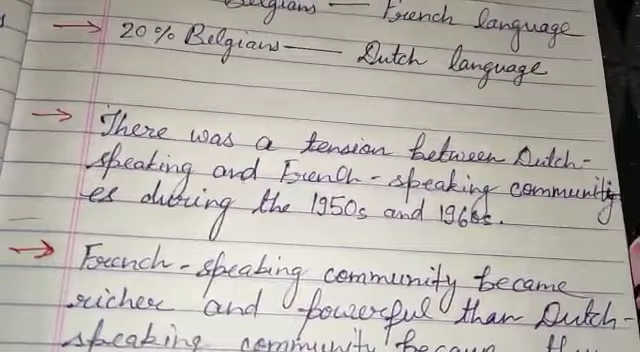 Belgians — French language
→ 20% Belgians — Dutch language
→ There was a tension between Dutch-
speaking and French-speaking communiti
es during the 1950s and 1960s.
→ French-speaking community became
richer and powerful than Dutch-
speaking community becaus